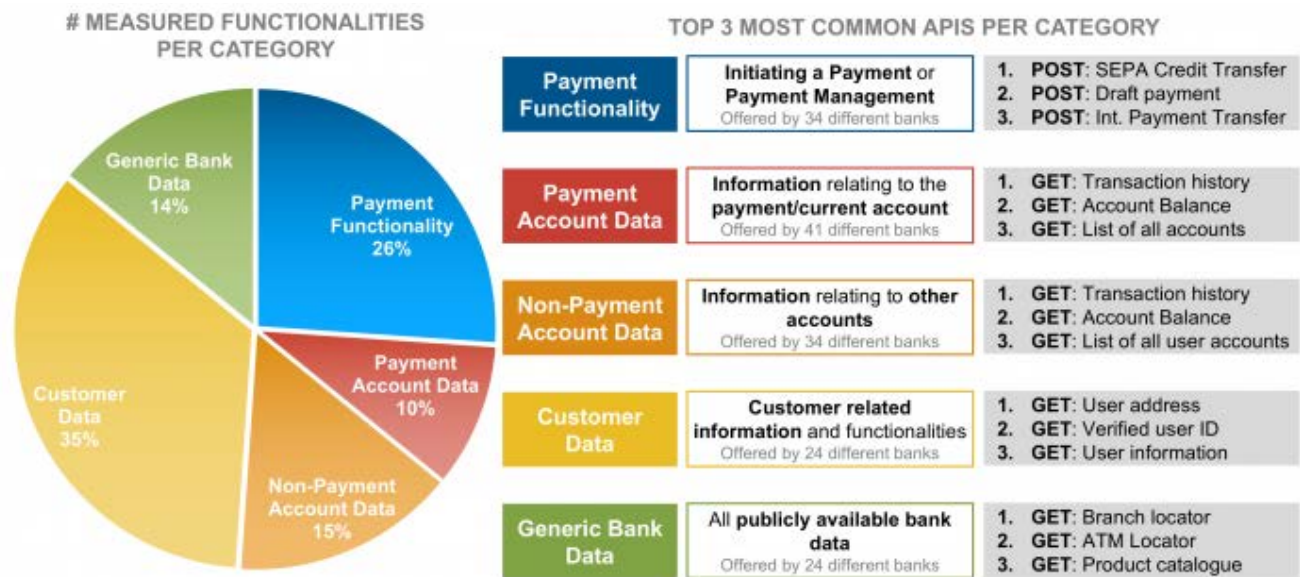 # MEASURED FUNCTIONALITIES
PER CATEGORY
Generic Bank
Data
14%
Payment
Functionality
26%
Payment
Account Data
10%
Customer
Data
35%
Non-Payment
Account Data
15%
TOP 3 MOST COMMON APIS PER CATEGORY
Payment
Functionality
Initiating a Payment or
Payment Management
Offered by 34 different banks
1. POST: SEPA Credit Transfer
2. POST: Draft payment
3. POST: Int. Payment Transfer
Payment
Account Data
Information relating to the
payment/current account
Offered by 41 different banks
1. GET: Transaction history
2. GET: Account Balance
3. GET: List of all accounts
Non-Payment
Account Data
Information relating to other
accounts
Offered by 34 different banks
1. GET: Transaction history
2. GET: Account Balance
3. GET: List of all user accounts
Customer
Data
Customer related
information and functionalities
Offered by 24 different banks
1. GET: User address
2. GET: Verified user ID
3. GET: User information
Generic Bank
Data
All publicly available bank
data
Offered by 24 different banks
1. GET: Branch locator
2. GET: ATM Locator
3. GET: Product catalogue